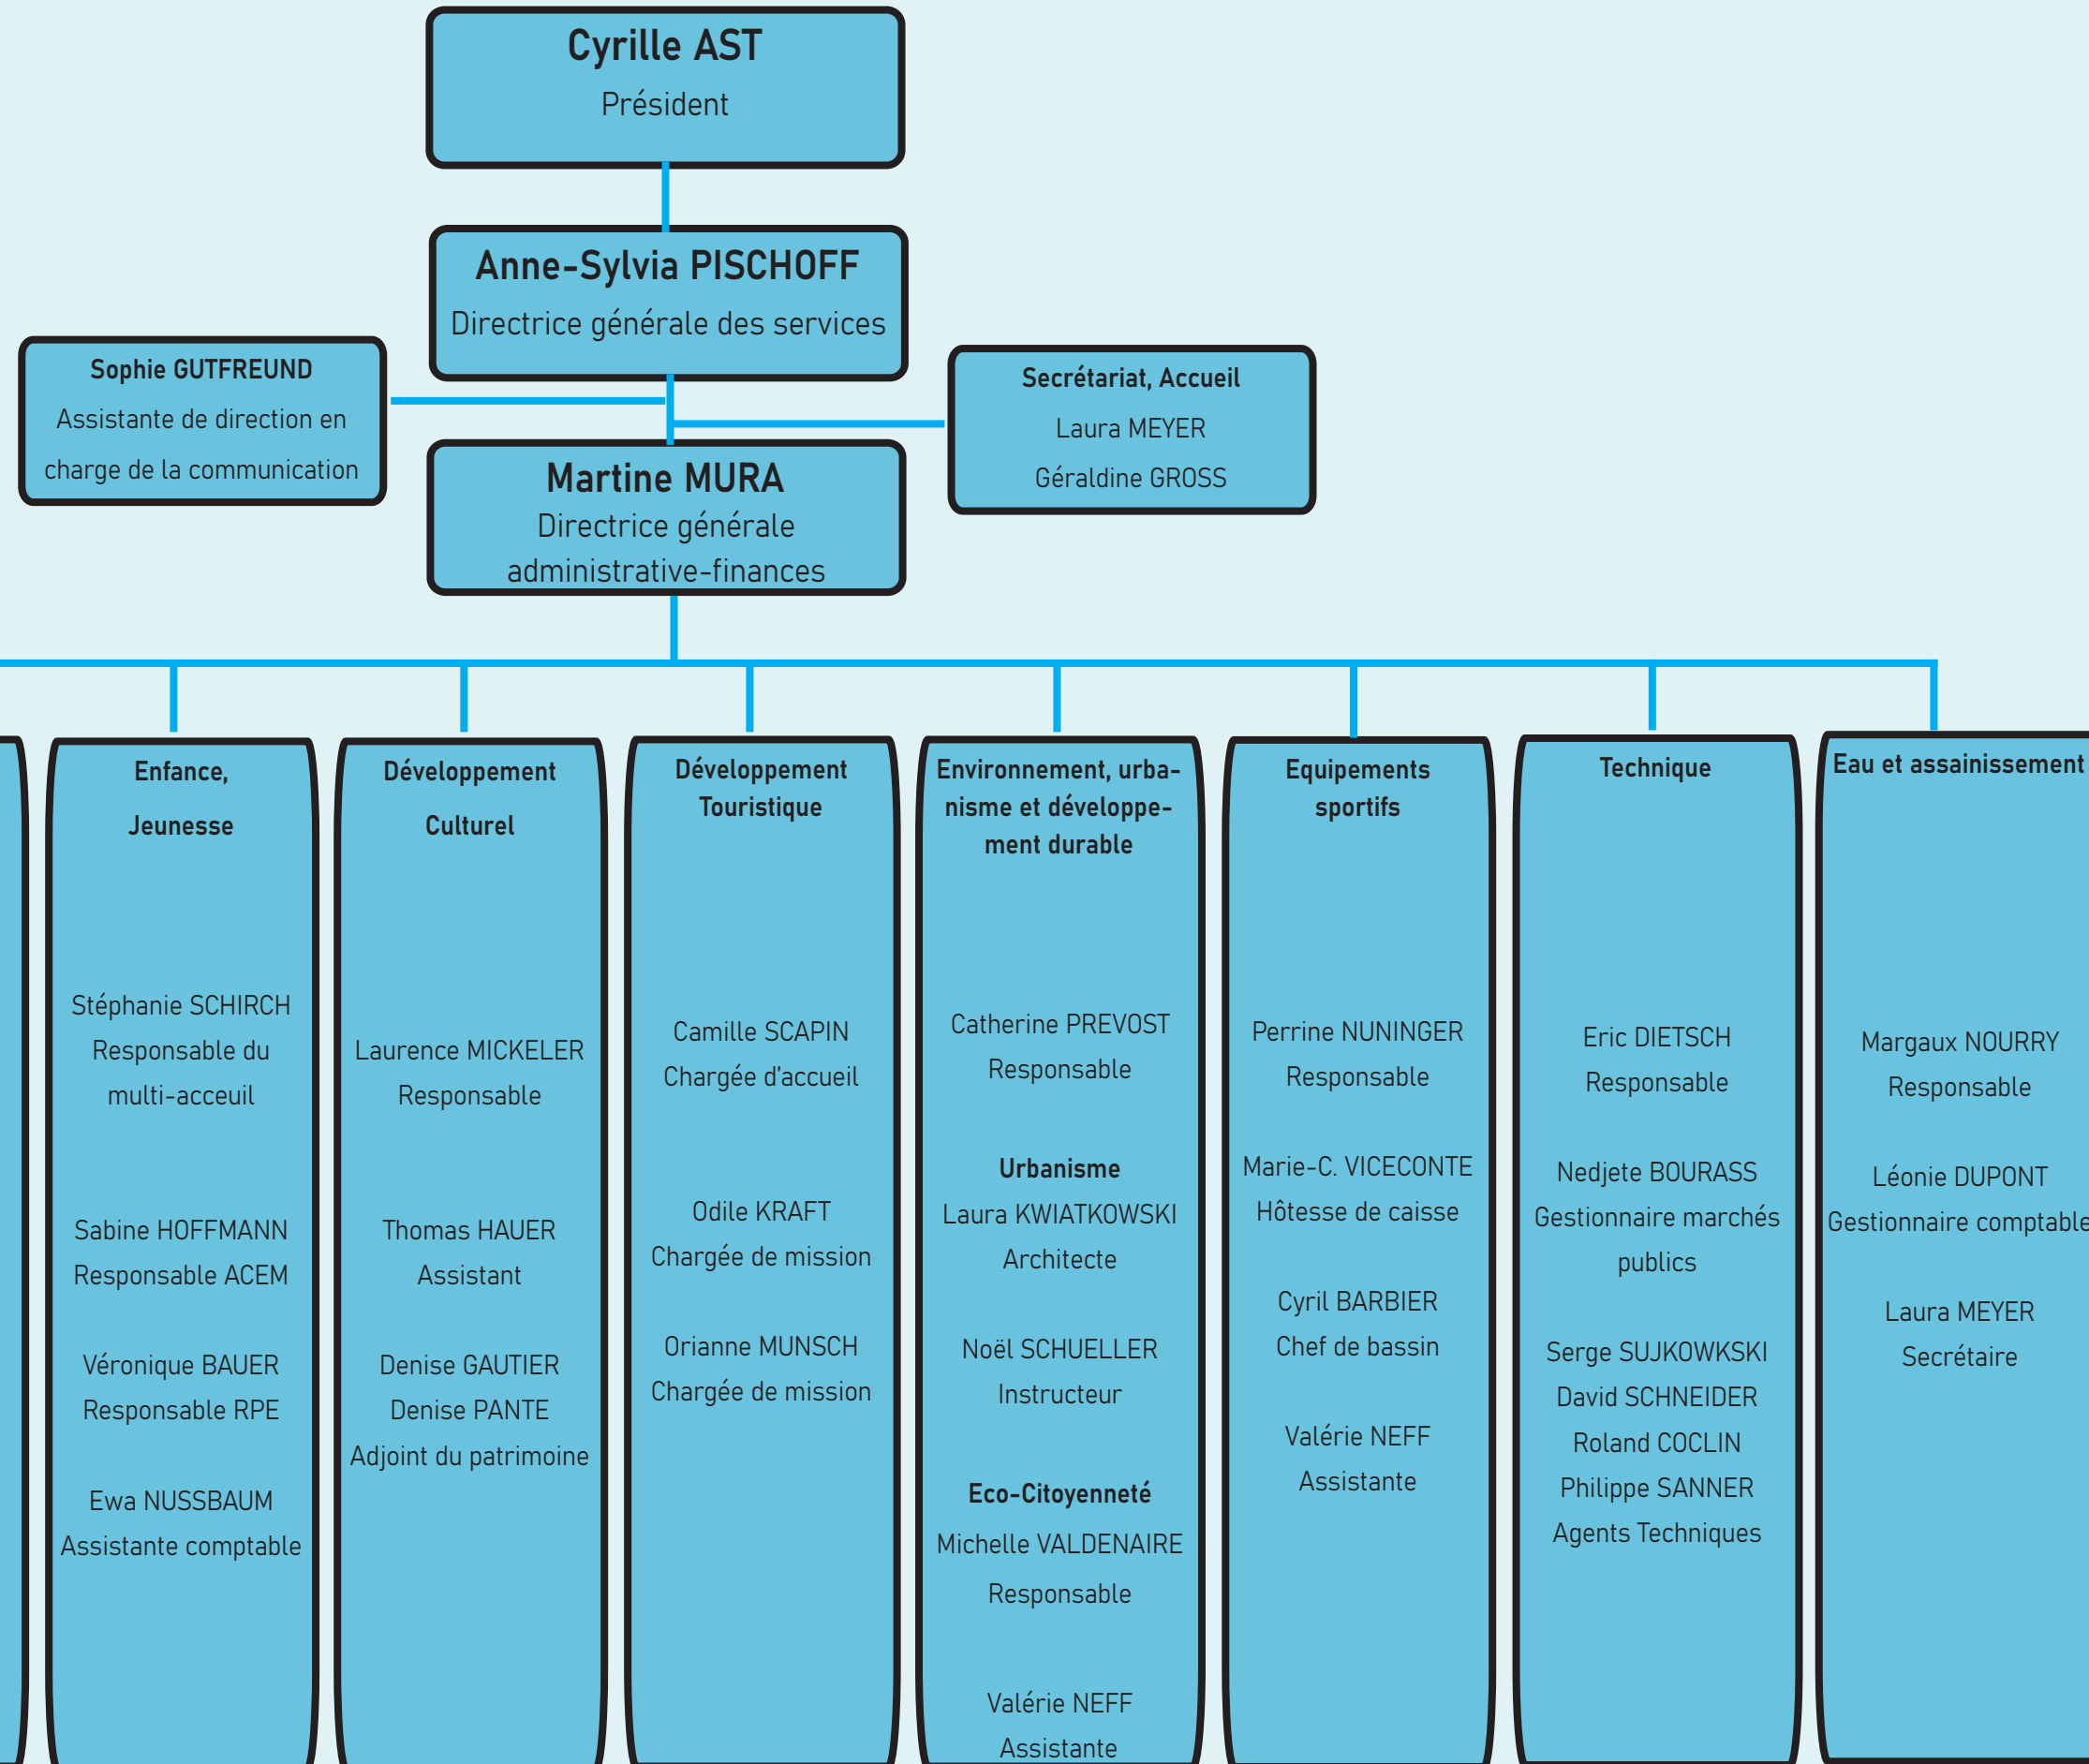 Cyrille AST
Président
Anne-Sylvia PISCHOFF
Directrice générale des services
Sophie GUTFREUND
Assistante de direction en
charge de la communication
Secrétariat, Accueil
Laura MEYER
Géraldine GROSS
Martine MURA
Directrice générale
administrative-finances
Enfance,
Jeunesse
Stéphanie SCHIRCH
Responsable du
multi-acceuil
Sabine HOFFMANN
Responsable ACEM
Véronique BAUER
Responsable RPE
Ewa NUSSBAUM
Assistante comptable
Développement
Culturel
Laurence MICKELER
Responsable
Thomas HAUER
Assistant
Denise GAUTIER
Denise PANTE
Adjoint du patrimoine
Développement
Touristique
Camille SCAPIN
Chargée d'accueil
Odile KRAFT
Chargée de mission
Orianne MUNSCH
Chargée de mission
Environnement, urba-
nisme et développe-
ment durable
Catherine PREVOST
Responsable
Urbanisme
Laura KWIATKOWSKI
Architecte
Noël SCHUELLER
Instructeur
Eco-Citoyenneté
Michelle VALDENAIRE
Responsable
Valérie NEFF
Assistante
Equipements
sportifs
Perrine NUNINGER
Responsable
Marie-C. VICECONTE
Hôtesse de caisse
Cyril BARBIER
Chef de bassin
Valérie NEFF
Assistante
Technique
Eric DIETSCH
Responsable
Nedjete BOURASS
Gestionnaire marchés
publics
Serge SUJKOWKSKI
David SCHNEIDER
Roland COCLIN
Philippe SANNER
Agents Techniques
Eau et assainissement
Margaux NOURRY
Responsable
Léonie DUPONT
Gestionnaire comptable
Laura MEYER
Secrétaire